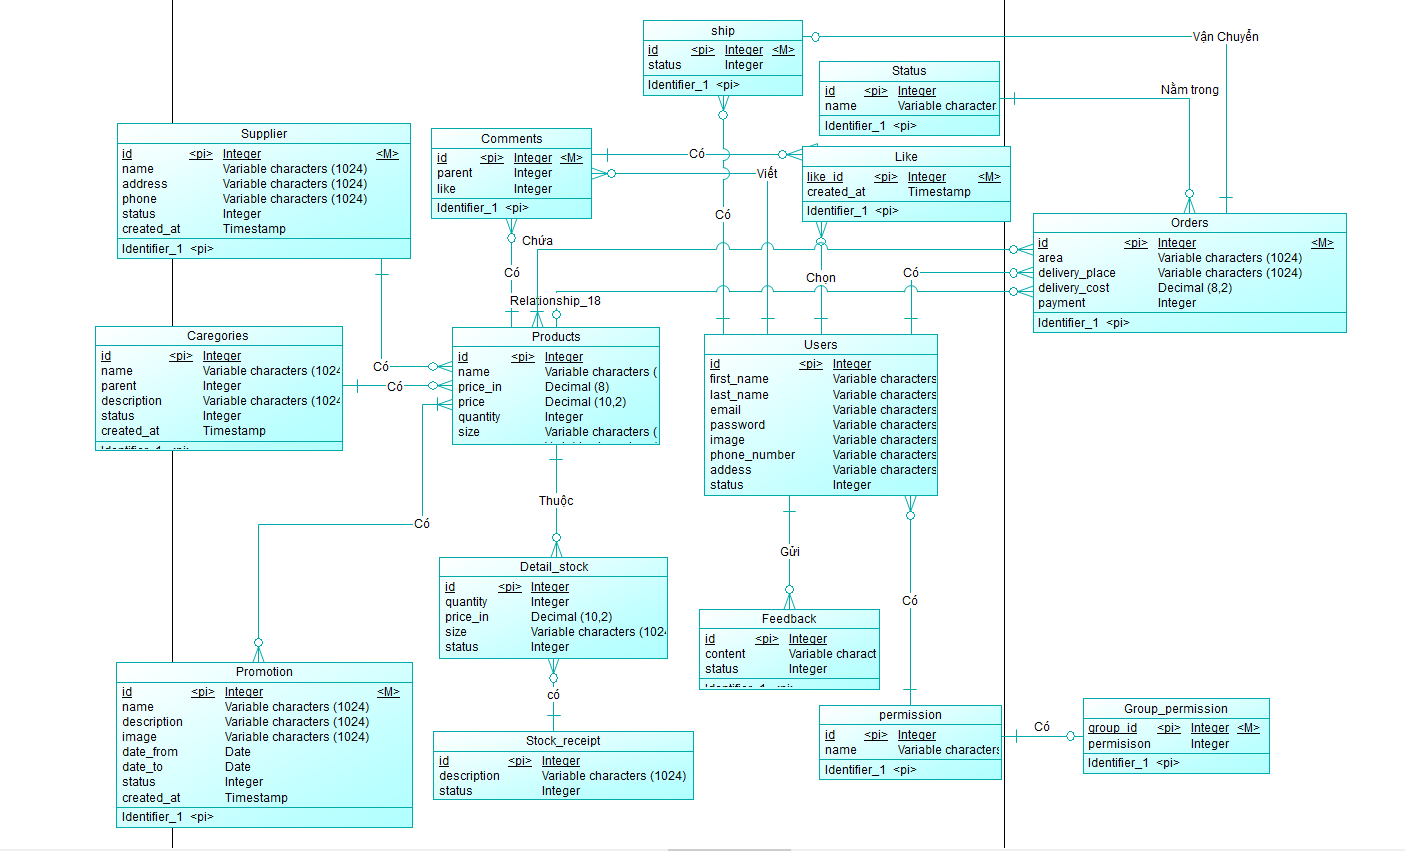 ship
id <pi> Integer <M>
status Integer
Identifier_1 <pi>
Vận Chuyển
Status
id <pi> Integer
name Variable character
Identifier_1 <pi>
Nằm trong
Supplier
id <pi> Integer <M>
name Variable characters (1024)
address Variable characters (1024)
phone Variable characters (1024)
status Integer
created_at Timestamp
Identifier_1 <pi>
Comments
id <pi> Integer <M>
parent Integer
like Integer
Identifier_1 <pi>
Có
Viết
Like
like_id <pi> Integer <M>
created_at Timestamp
Identifier_1 <pi>
Có
Chứa
Có
Chọn
Có
Relationship_18
Orders
id <pi> Integer <M>
area Variable characters (1024)
delivery_place Variable characters (1024)
delivery_cost Decimal (8,2)
payment Integer
Identifier_1 <pi>
Caregories
id <pi> Integer
name Variable characters (1024
parent Integer
description Variable characters (1024
status Integer
created_at Timestamp
Identifier_1 <pi>
Có
Có
Products
id <pi> Integer
name Variable characters (
price_in Decimal (8)
price Decimal (10,2)
quantity Integer
size Variable characters (
Users
id <pi> Integer
first_name Variable characters
last_name Variable characters
email Variable characters
password Variable characters
image Variable characters
phone_number Variable characters
addess Variable characters
status Integer
Có
Thuộc
Gửi
Có
Detail_stock
id <pi> Integer
quantity Integer
price_in Decimal (10,2)
size Variable characters (1024
status Integer
có
Feedback
id <pi> Integer
content Variable charact
status Integer
Identifier_1 <pi>
Promotion
id <pi> Integer <M>
name Variable characters (1024)
description Variable characters (1024)
image Variable characters (1024)
date_from Date
date_to Date
status Integer
created_at Timestamp
Identifier_1 <pi>
Stock_receipt
id <pi> Integer
description Variable characters (1024)
status Integer
permission
id <pi> Integer
name Variable characters
Identifier_1 <pi>
Có
Group_permission
group_id <pi> Integer <M>
permisison Integer
Identifier_1 <pi>